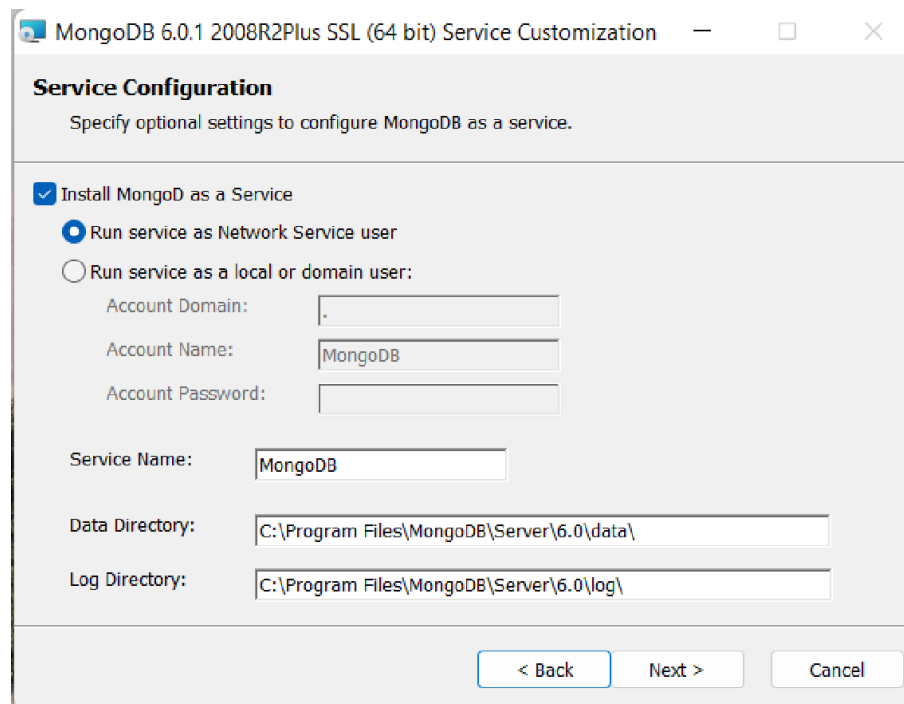 MongoDB 6.0.1 2008R2Plus SSL (64 bit) Service Customization
Service Configuration
Specify optional settings to configure MongoDB as a service.
Install MongoD as a Service
Run service as Network Service user
Run service as a local or domain user:
Account Domain: .
Account Name: MongoDB
Account Password:
Service Name: MongoDB
Data Directory: C:\Program Files\MongoDB\Server\6.0\data\
Log Directory: C:\Program Files\MongoDB\Server\6.0\log\
< Back Next > Cancel